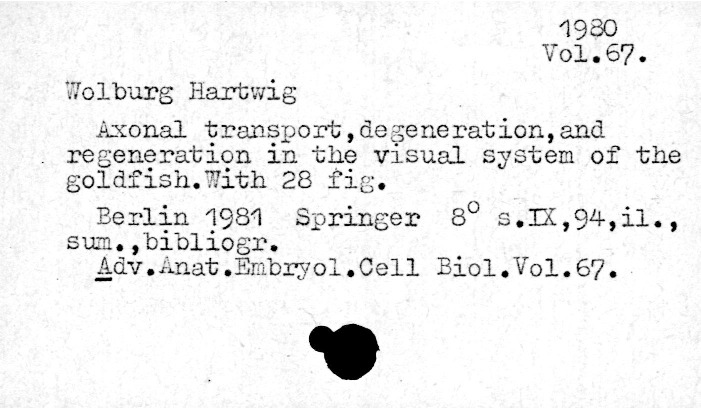 1980
Vol.67.
Wolburg Hartwig
Axonal transport,degeneration,and
regeneration in the visual system of the
goldfish.With 28 fig.
Berlin 1981 Springer 8° s.IX,94,il.,
sum.,bibliogr.
Adv.Anat.Embryol.Cell Biol.Vol.67.